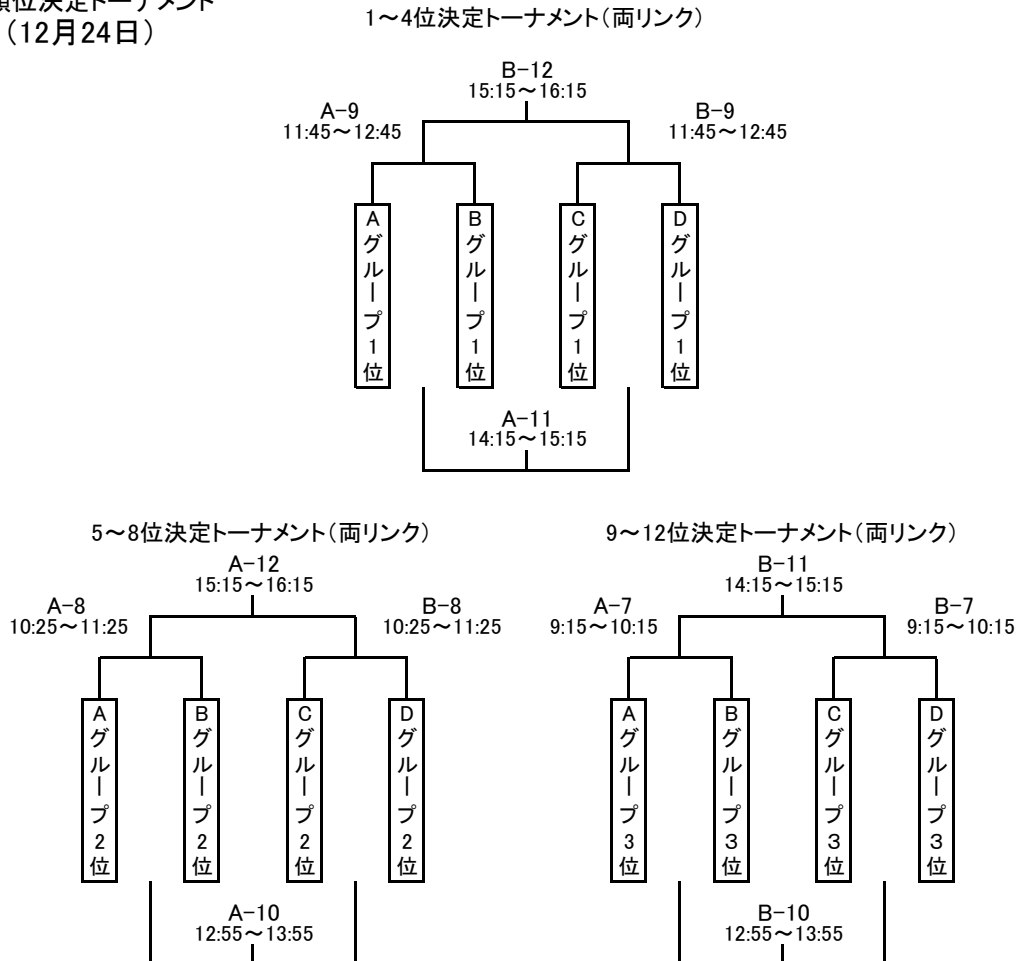 順位決定トーナメント
（12月24日）
1～4位決定トーナメント（両リンク）
B-12
15:15～16:15
A-9
11:45～12:45
B-9
11:45～12:45
Aグループ1位
Bグループ1位
Cグループ1位
Dグループ1位
A-11
14:15～15:15
5～8位決定トーナメント（両リンク）
A-12
15:15～16:15
A-8
10:25～11:25
B-8
10:25～11:25
Aグループ2位
Bグループ2位
Cグループ2位
Dグループ2位
A-10
12:55～13:55
9～12位決定トーナメント（両リンク）
B-11
14:15～15:15
A-7
9:15～10:15
B-7
9:15～10:15
Aグループ3位
Bグループ3位
Cグループ3位
Dグループ3位
B-10
12:55～13:55